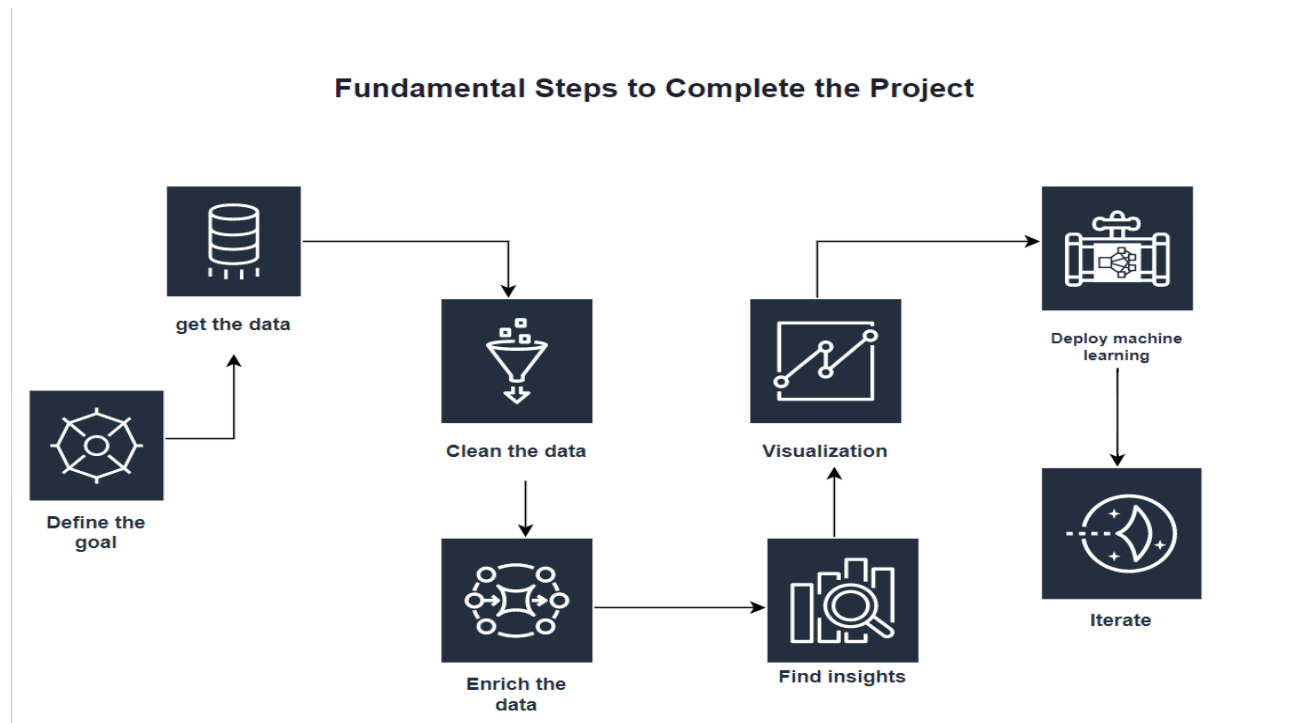 Fundamental Steps to Complete the Project
get the data
Define the
goal
Clean the data
Enrich the
data
Find insights
Visualization
Deploy machine
learning
Iterate